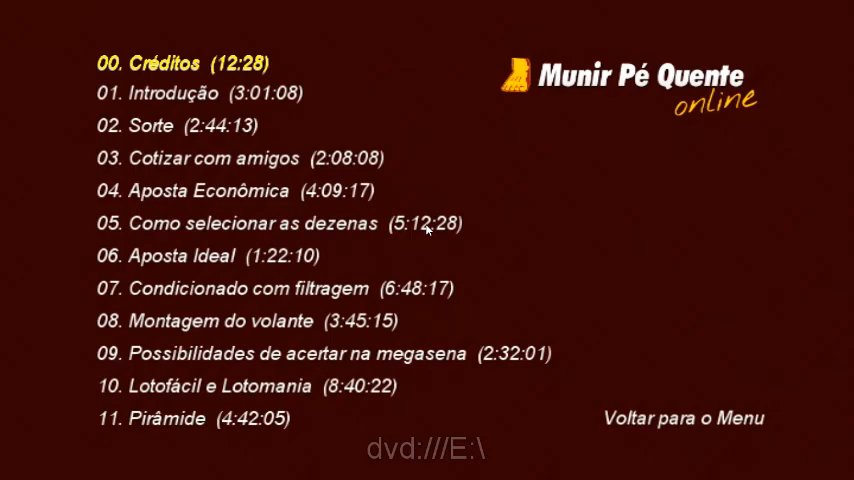 00. Créditos (12:28)
Munir Pé Quente
online
01. Introdução (3:01:08)
02. Sorte (2:44:13)
03. Cotizar com amigos (2:08:08)
04. Aposta Econômica (4:09:17)
05. Como selecionar as dezenas (5:12:28)
06. Aposta Ideal (1:22:10)
07. Condicionado com filtragem (6:48:17)
08. Montagem do volante (3:45:15)
09. Possibilidades de acertar na megasena (2:32:01)
10. Lotofácil e Lotomania (8:40:22)
11. Pirâmide (4:42:05)
Voltar para o Menu
dvd:///E:\